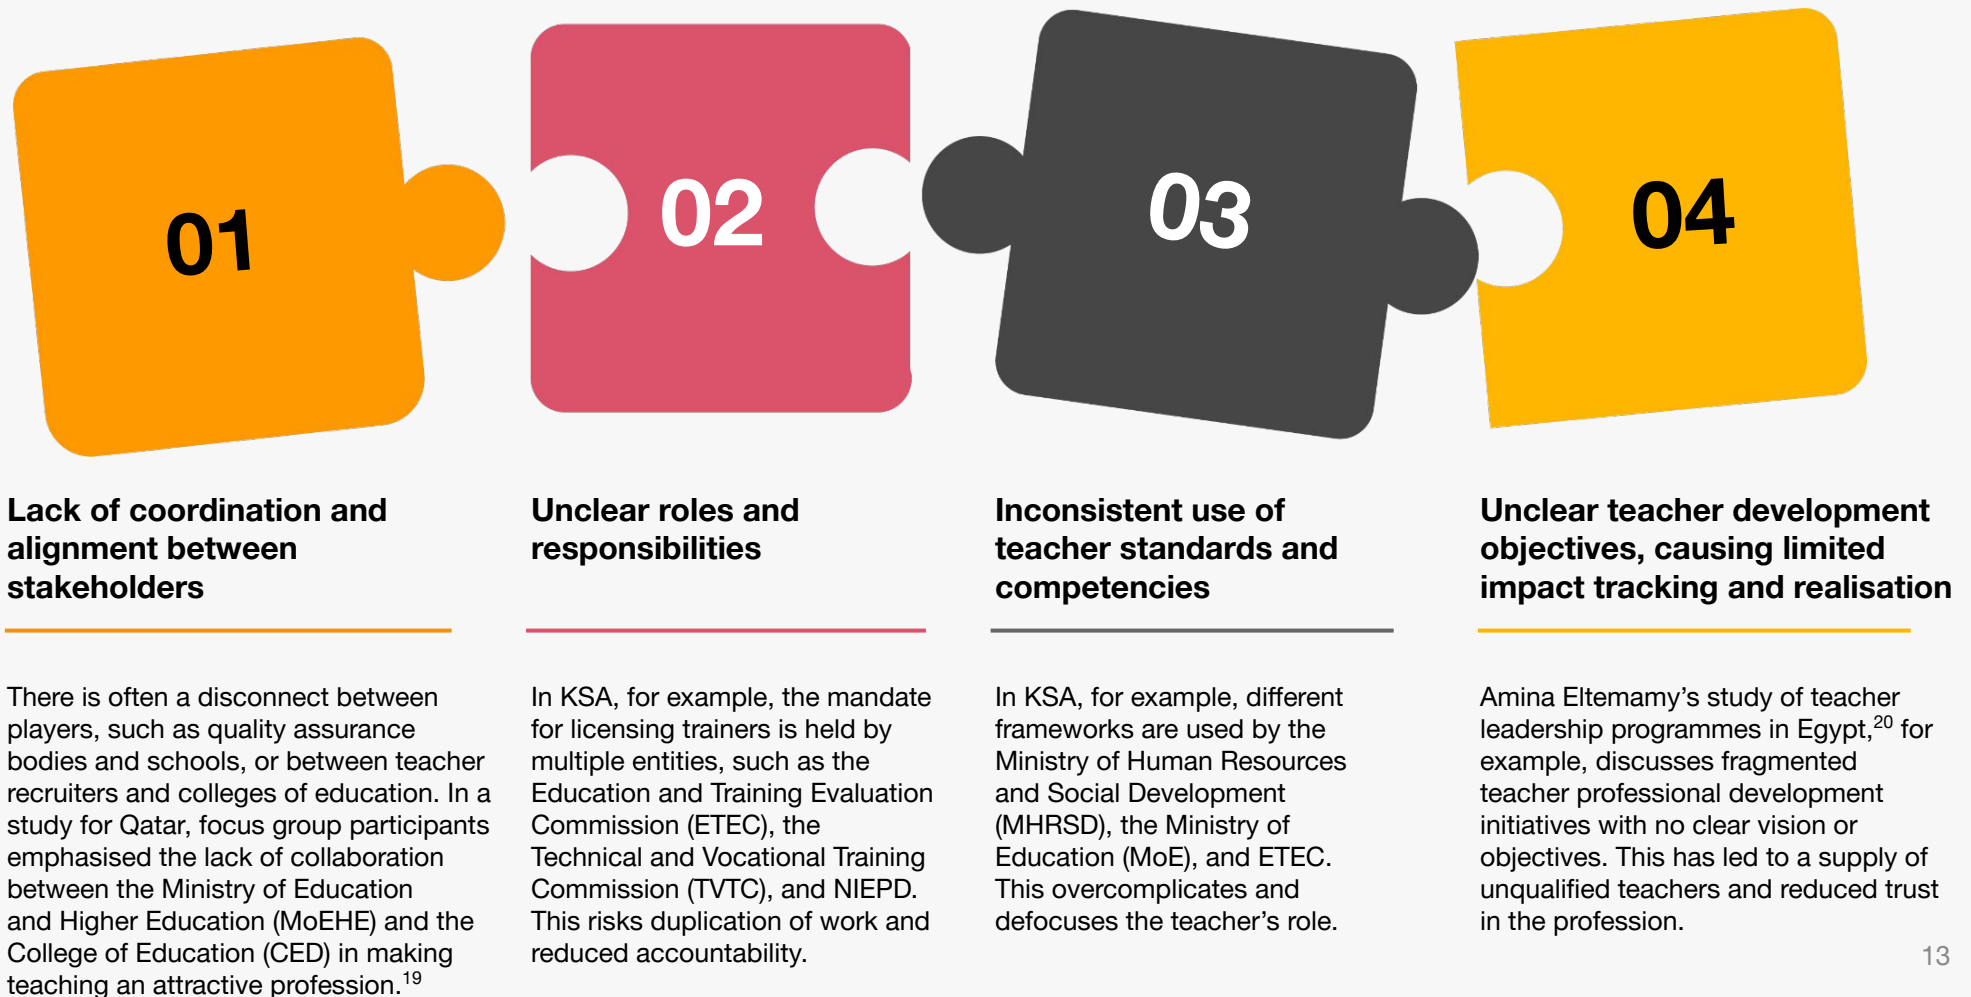 01
02
03
04
Lack of coordination and
alignment between
stakeholders
There is often a disconnect between
players, such as quality assurance
bodies and schools, or between teacher
recruiters and colleges of education. In a
study for Qatar, focus group participants
emphasised the lack of collaboration
between the Ministry of Education
and Higher Education (MoEHE) and the
College of Education (CED) in making
teaching an attractive profession.19
Unclear roles and
responsibilities
In KSA, for example, the mandate
for licensing trainers is held by
multiple entities, such as the
Education and Training Evaluation
Commission (ETEC), the
Technical and Vocational Training
Commission (TVTC), and NIEPD.
This risks duplication of work and
reduced accountability.
Inconsistent use of
teacher standards and
competencies
In KSA, for example, different
frameworks are used by the
Ministry of Human Resources
and Social Development
(MHRSD), the Ministry of
Education (MoE), and ETEC.
This overcomplicates and
defocuses the teacher's role.
Unclear teacher development
objectives, causing limited
impact tracking and realisation
Amina Eltemamy's study of teacher
leadership programmes in Egypt,20 for
example, discusses fragmented
teacher professional development
initiatives with no clear vision or
objectives. This has led to a supply of
unqualified teachers and reduced trust
in the profession.
13